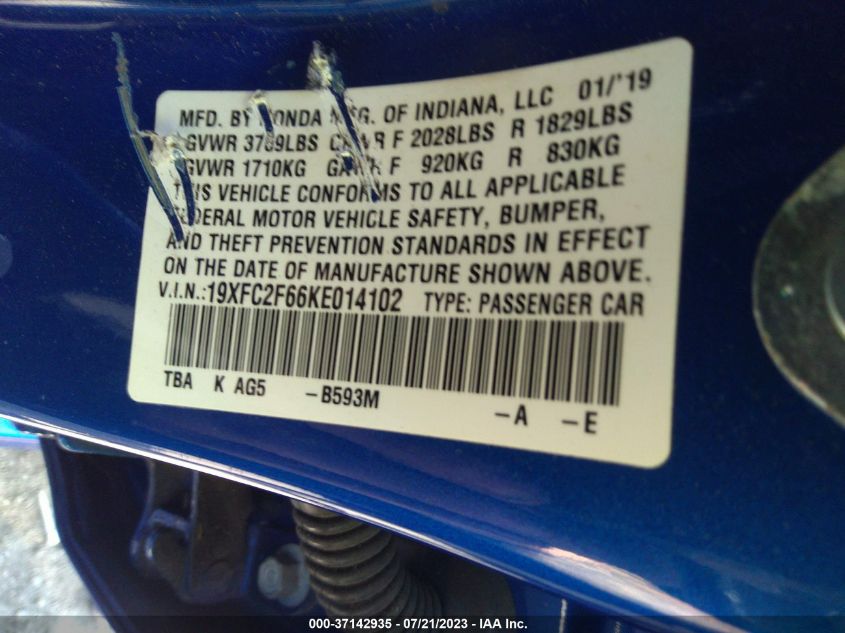 MFD. BY HONDA MFG. OF INDIANA, LLC 01/'19
GVWR 3769LBS GAWR F 2028LBS R 1829LBS
GVWR 1710KG GAWR F 920KG R 830KG
THIS VEHICLE CONFORMS TO ALL APPLICABLE
FEDERAL MOTOR VEHICLE SAFETY, BUMPER,
AND THEFT PREVENTION STANDARDS IN EFFECT
ON THE DATE OF MANUFACTURE SHOWN ABOVE.
V.I.N.:19XFC2F66KE014102 TYPE: PASSENGER CAR
TBA K AG5 -B593M -A -E
000-37142935 / 07/21/2023 - IAA Inc.